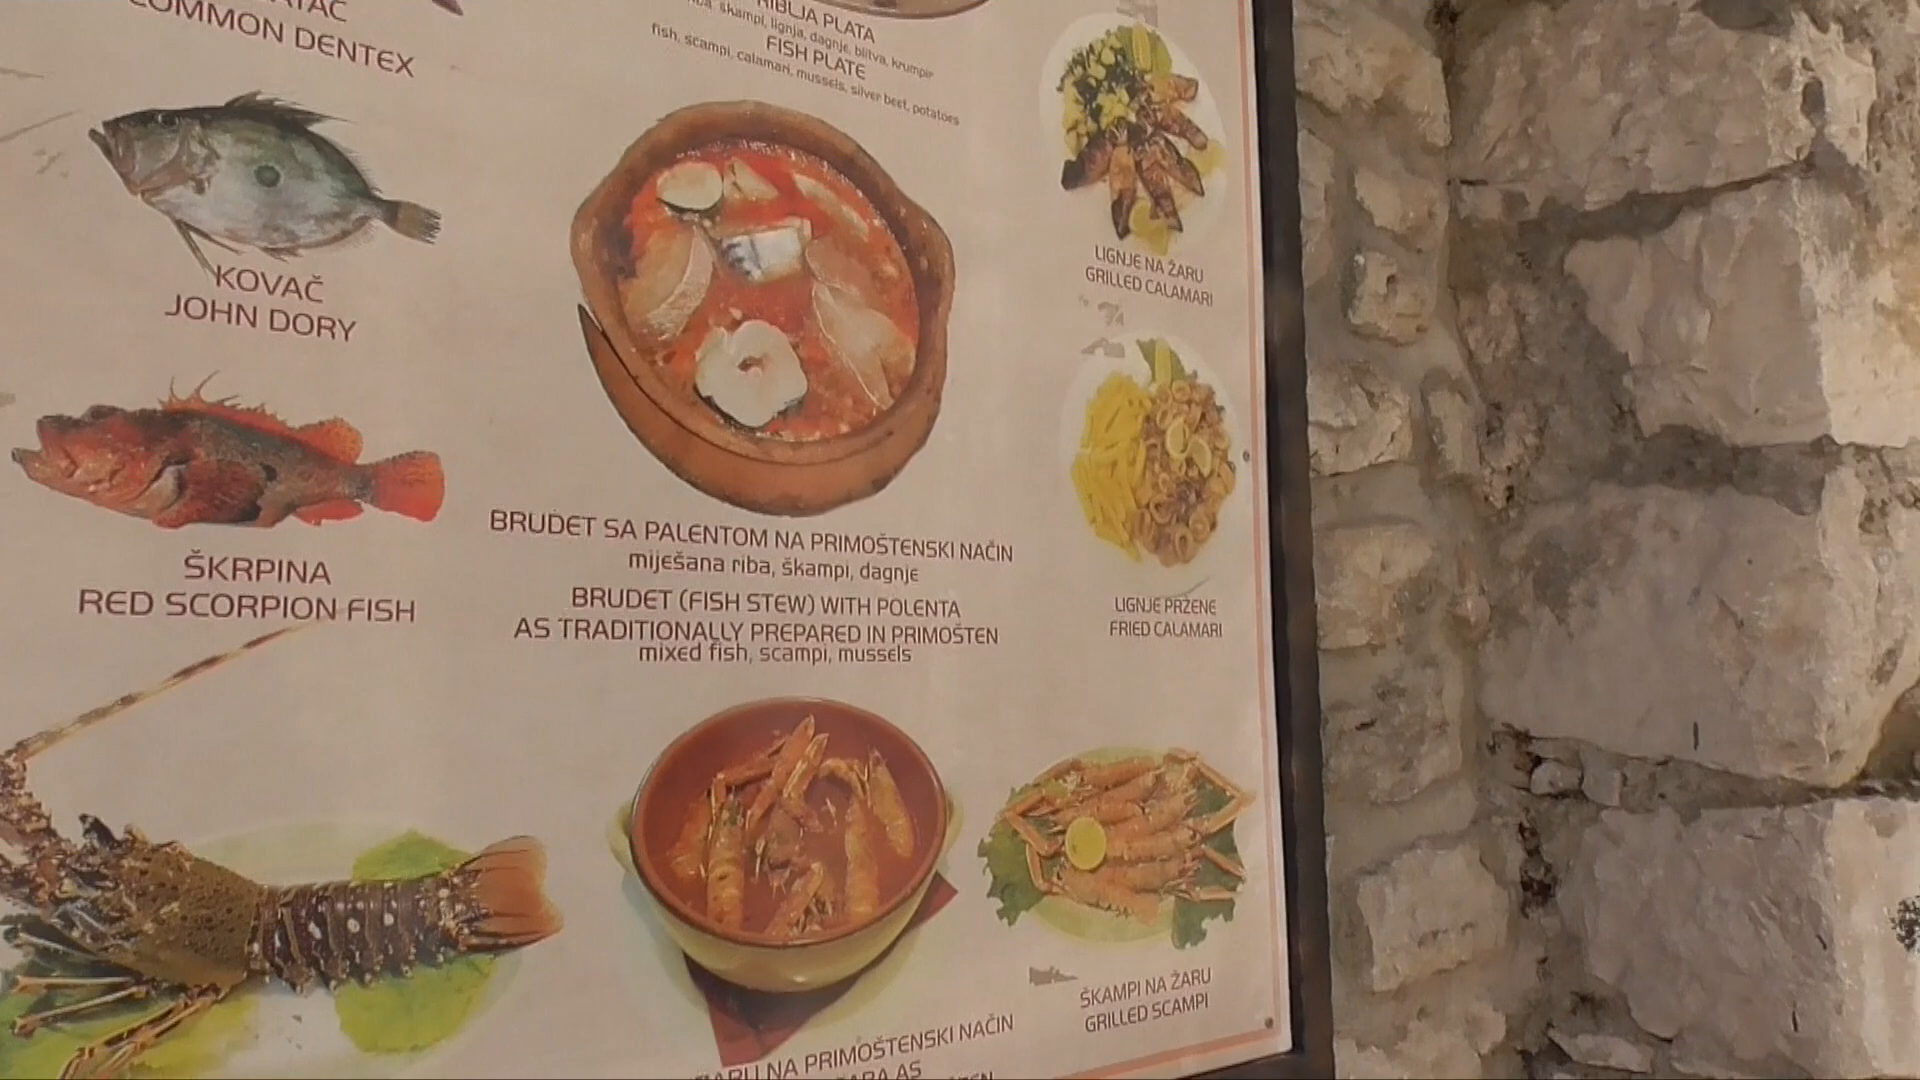 COMMON DENTEX
KOVAČ
JOHN DORY
ŠKRPINA
RED SCORPION FISH
PLATA
škampi, lignja, dagnje, blitva, krumpir
FISH PLATE
fish, scampi, calamari, mussels, silver beet, potatoes
BRUDET SA PALENTOM NA PRIMOŠTENSKI NAČIN
miješana riba, škampi, dagnje
BRUDET (FISH STEW) WITH POLENTA
AS TRADITIONALLY PREPARED IN PRIMOŠTEN
mixed fish, scampi, mussels
NA PRIMOŠTENSKI NAČIN
AS
LIGNJE NA ŽARU
GRILLED CALAMARI
LIGNJE PRŽENE
FRIED CALAMARI
ŠKAMPI NA ŽARU
GRILLED SCAMPI